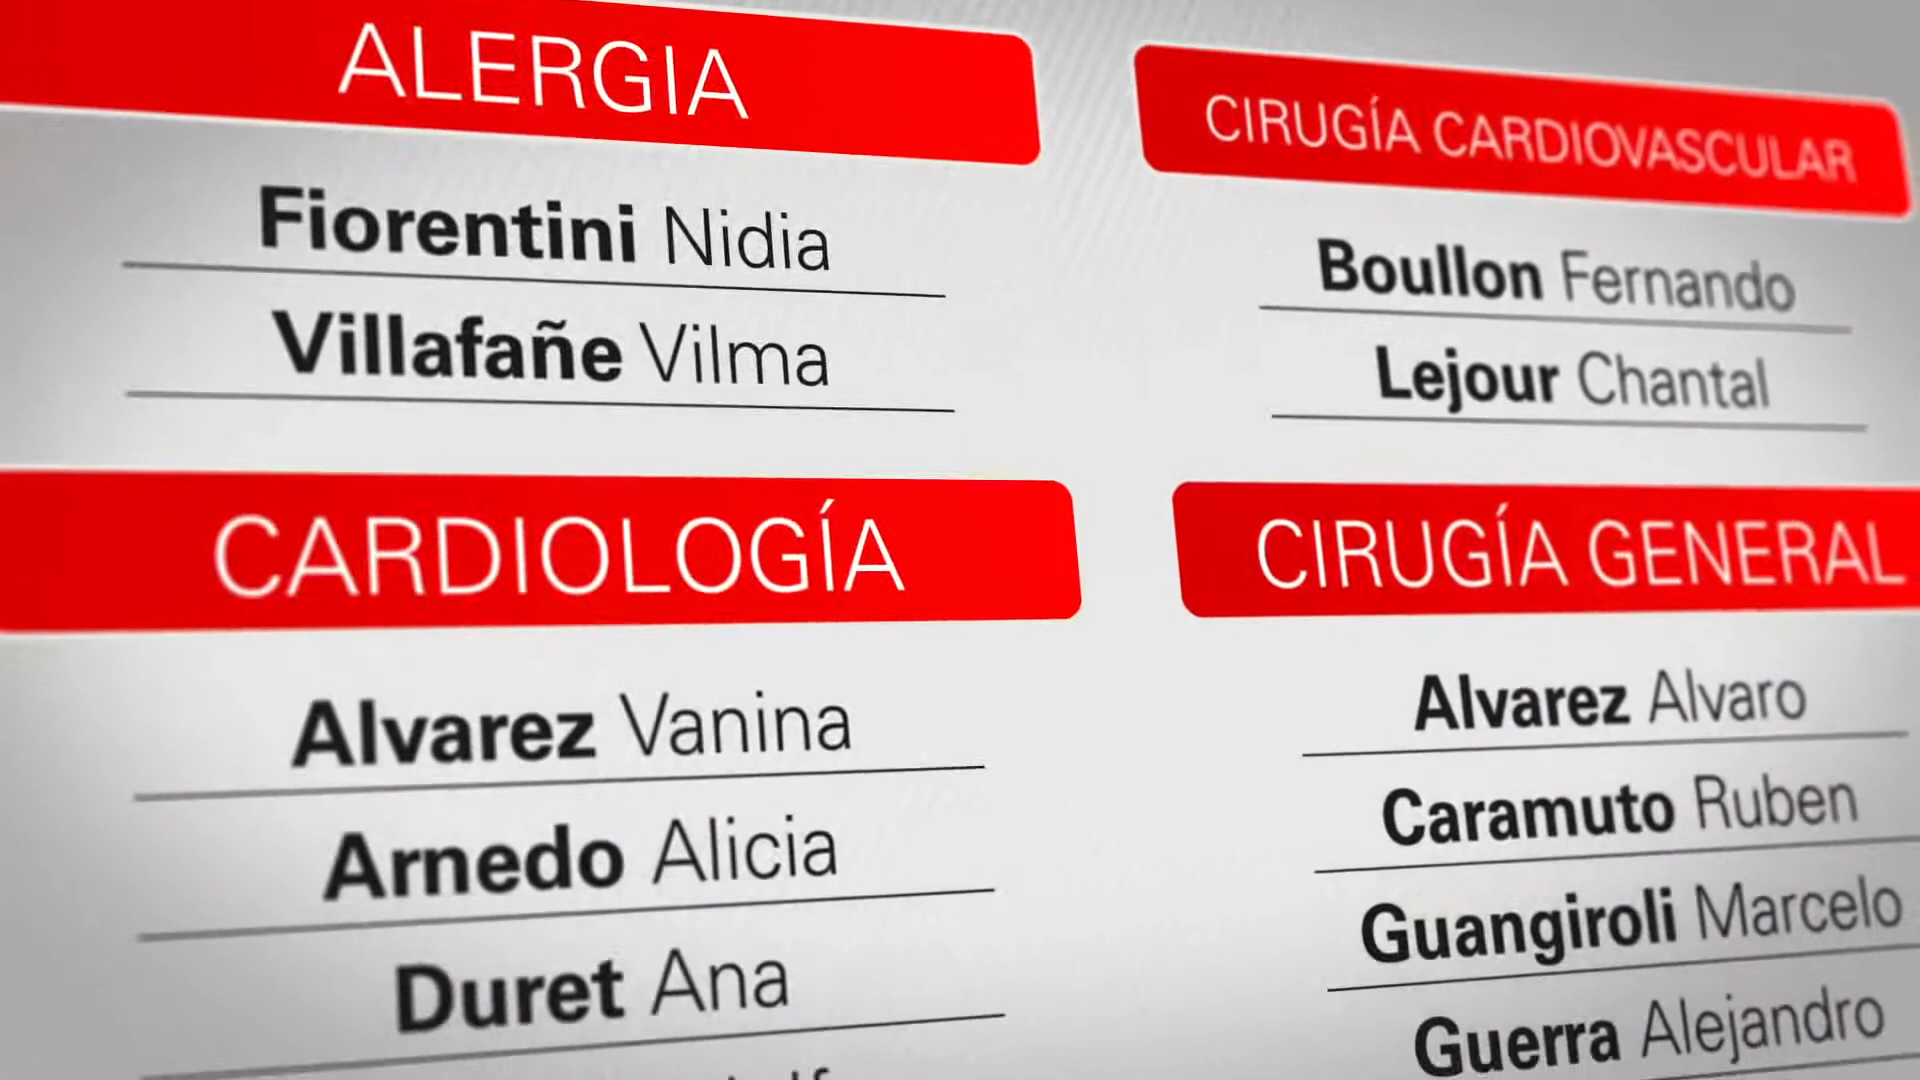 ALERGIA
Fiorentini Nidia
Villafañe Vilma
CARDIOLOGÍA
Alvarez Vanina
Arnedo Alicia
Duret Ana
CIRUGÍA CARDIOVASCULAR
Boullon Fernando
Lejour Chantal
CIRUGÍA GENERAL
Alvarez Alvaro
Caramuto Ruben
Guangiroli Marcelo
Guerra Alejandro